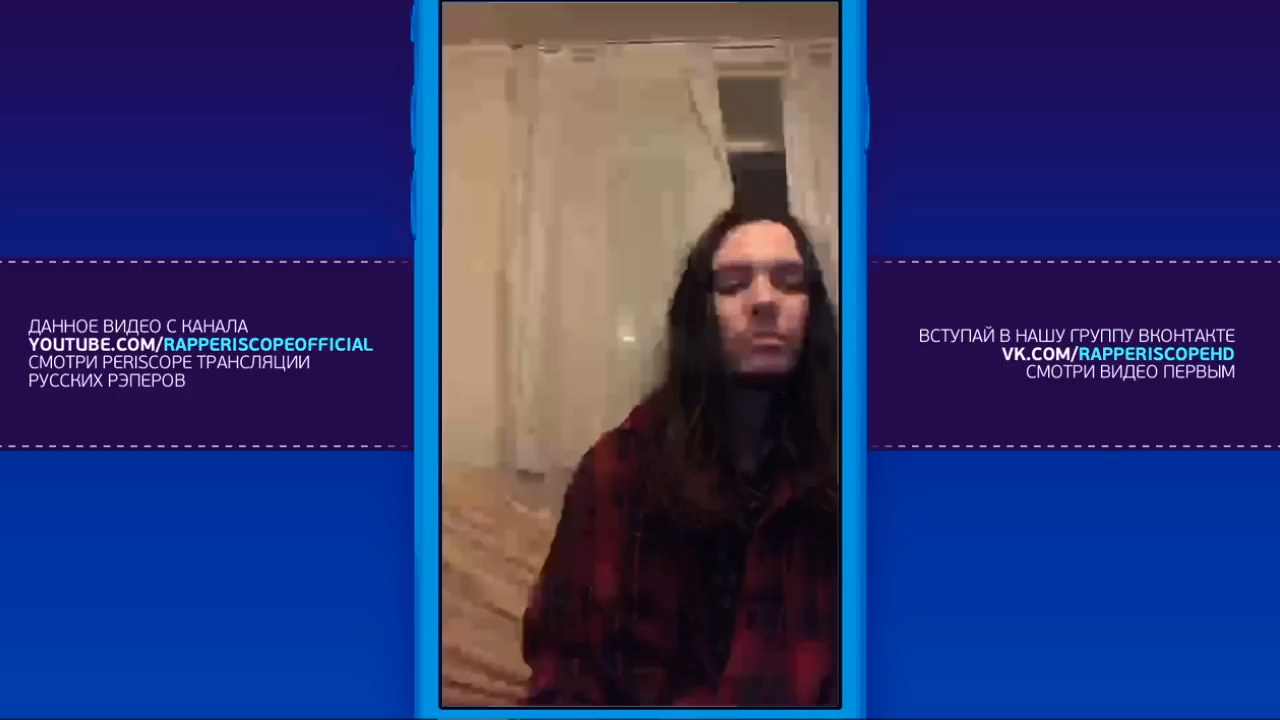 ДАННОЕ ВИДЕО С КАНАЛА
YOUTUBE.COM/RAPPERISCOPEOFFICIAL
СМОТРИ PERISCOPE ТРАНСЛЯЦИИ
РУССКИХ РЭПЕРОВ
ВСТУПАЙ В НАШУ ГРУППУ ВКОНТАКТЕ
VK.COM/RAPPERISCOPEHD
СМОТРИ ВИДЕО ПЕРВЫМ